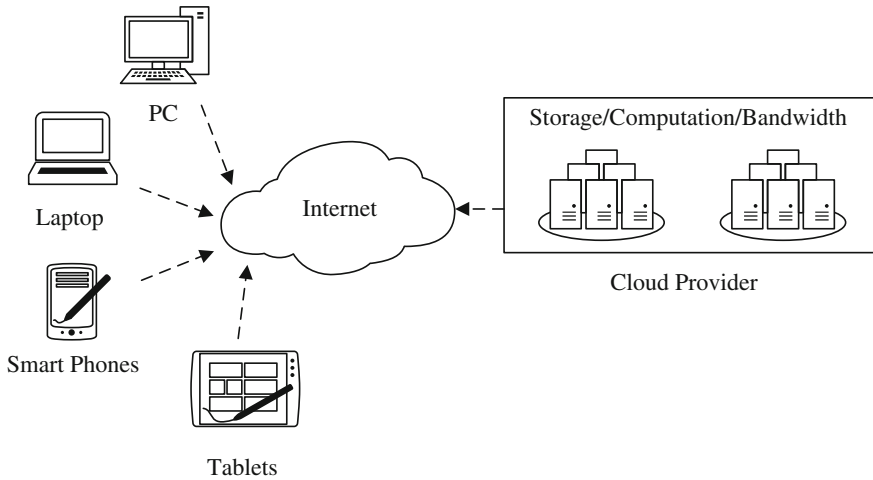 PC
Storage/Computation/Bandwidth
Laptop
Internet
Cloud Provider
Smart Phones
Tablets